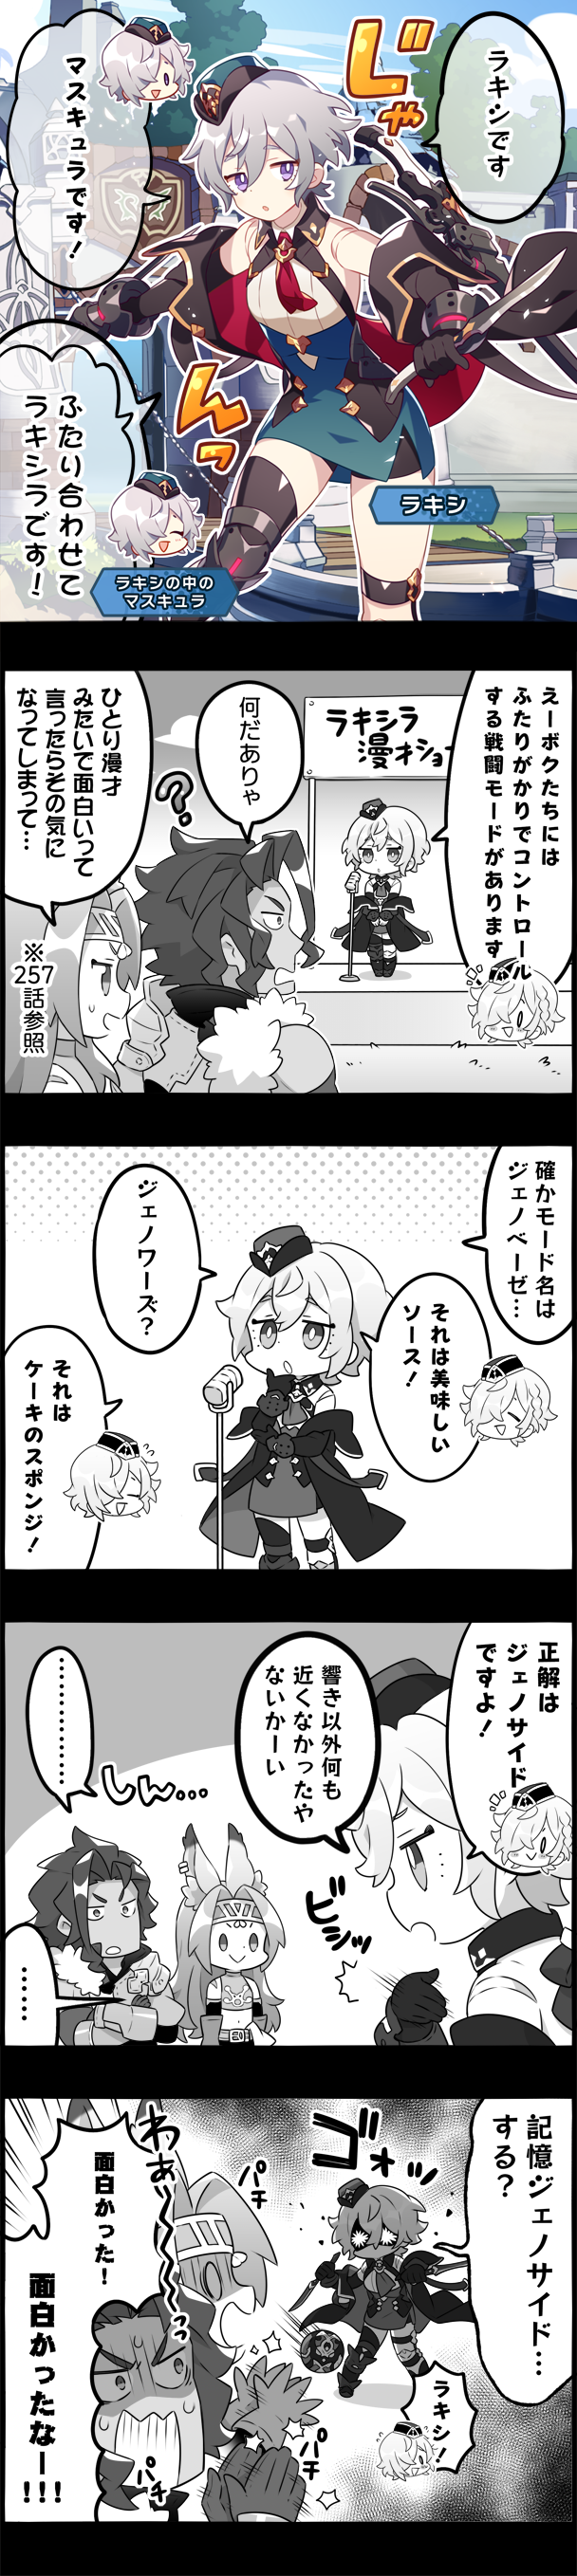 ラキシです
じゃ
マスキュラです！
んっ
ふたり合わせて
ラキシラです！
ラキシ
ラキシの中の
マスキュラ
えーボクたちには
ふたりがかりでコントロール
する戦闘モードがあります
ラキシラ
漫才ショー
何だありゃ
？
ひとり漫才
みたいで面白いって
言ったらその気に
なってしまって…
※257話参照
確かモード名は
ジェノベーゼ…
それは美味しい
ソース！
ジェノワーズ？
それは
ケーキのスポンジ！
正解は
ジェノサイド
ですよ！
響き以外何も
近くなかったや
ないかーい
ビシッ
しん…
…………
……
記憶ジェノサイド…
する？
ゴオッ
ラキシ！
わあ〜〜〜っ
パチ
パチ
パチ
面白かった！
面白かったなー!!!